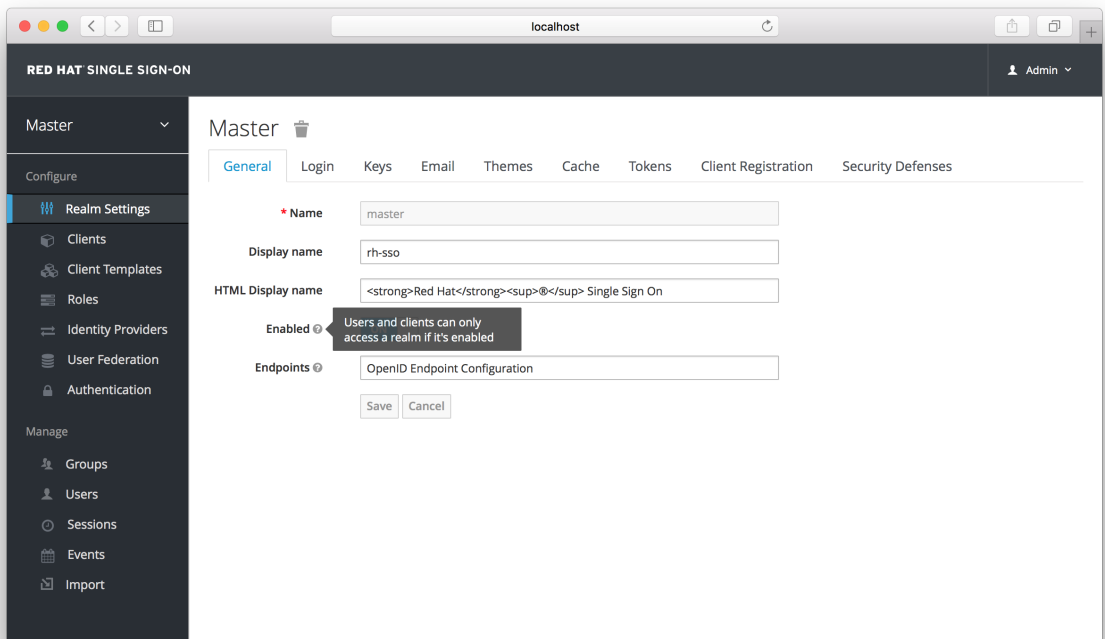 localhost
RED HAT® SINGLE SIGN-ON
Admin
Master
Configure
Realm Settings
Clients
Client Templates
Roles
Identity Providers
User Federation
Authentication
Manage
Groups
Users
Sessions
Events
Import
Master
General Login Keys Email Themes Cache Tokens Client Registration Security Defenses
* Name master
Display name rh-sso
HTML Display name <strong>Red Hat</strong><sup>®</sup> Single Sign On
Enabled ?
Users and clients can only
access a realm if it's enabled
Endpoints ? OpenID Endpoint Configuration
Save Cancel